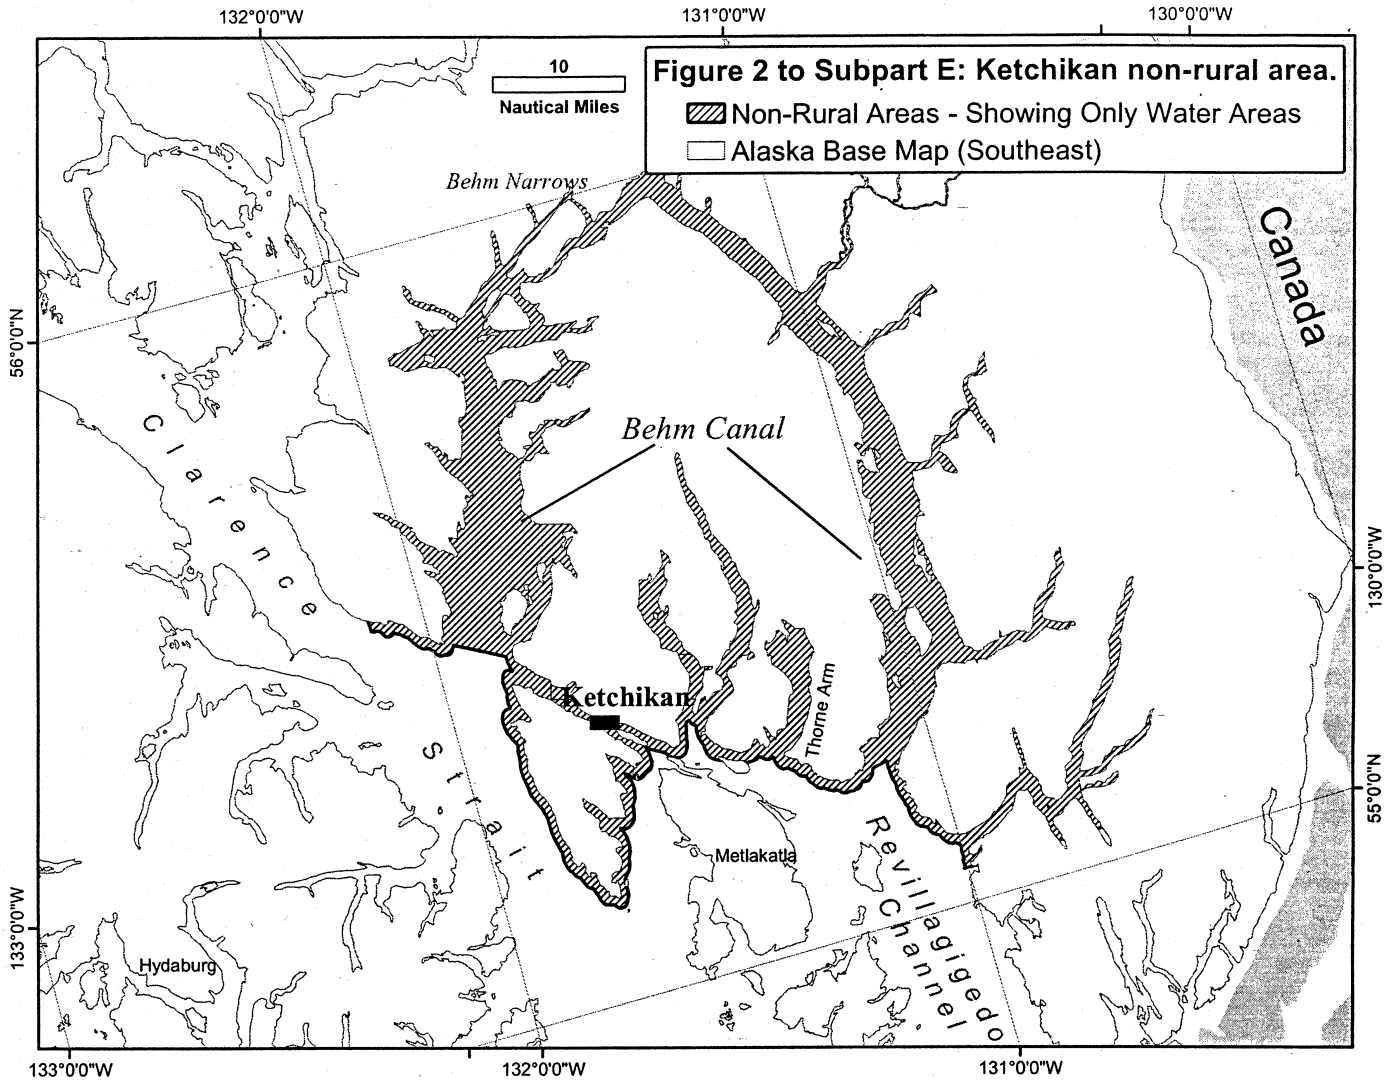 132°0'0"W
131°0'0"W
130°0'0"W
10
Nautical Miles
Figure 2 to Subpart E: Ketchikan non-rural area.
Non-Rural Areas - Showing Only Water Areas
Alaska Base Map (Southeast)
Behm Narrows
Canada
56°0'0"N
Clarence
Strait
Behm Canal
130°0'0"W
Ketchikan
Thorne Arm
55°0'0"N
Metlakatla
Revillagigedo
Channel
133°0'0"W
Hydaburg
133°0'0"W
132°0'0"W
131°0'0"W